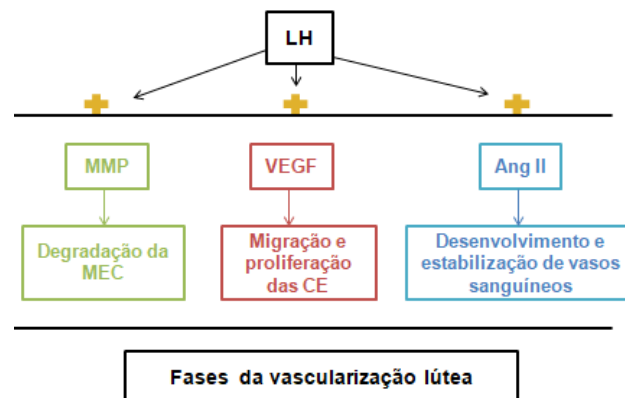 LH
MMP
VEGF
Ang II
Degradação da
MEC
Migração e
proliferação
das CE
Desenvolvimento e
estabilização de vasos
sanguíneos
Fases da vascularização lútea